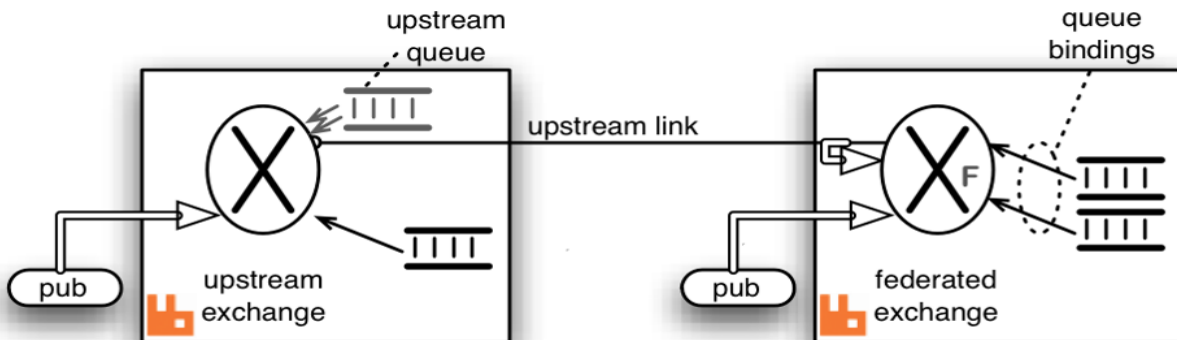 upstream
queue
queue
bindings
upstream link
F
pub
upstream
exchange
pub
federated
exchange